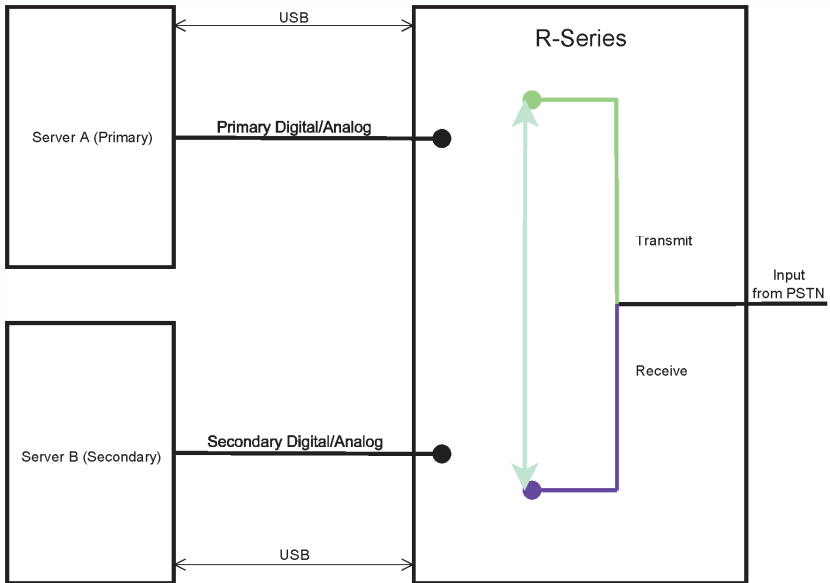 USB
R-Series
Primary Digital/Analog
Server A (Primary)
Transmit
Input
from PSTN
Receive
Secondary Digital/Analog
Server B (Secondary)
USB